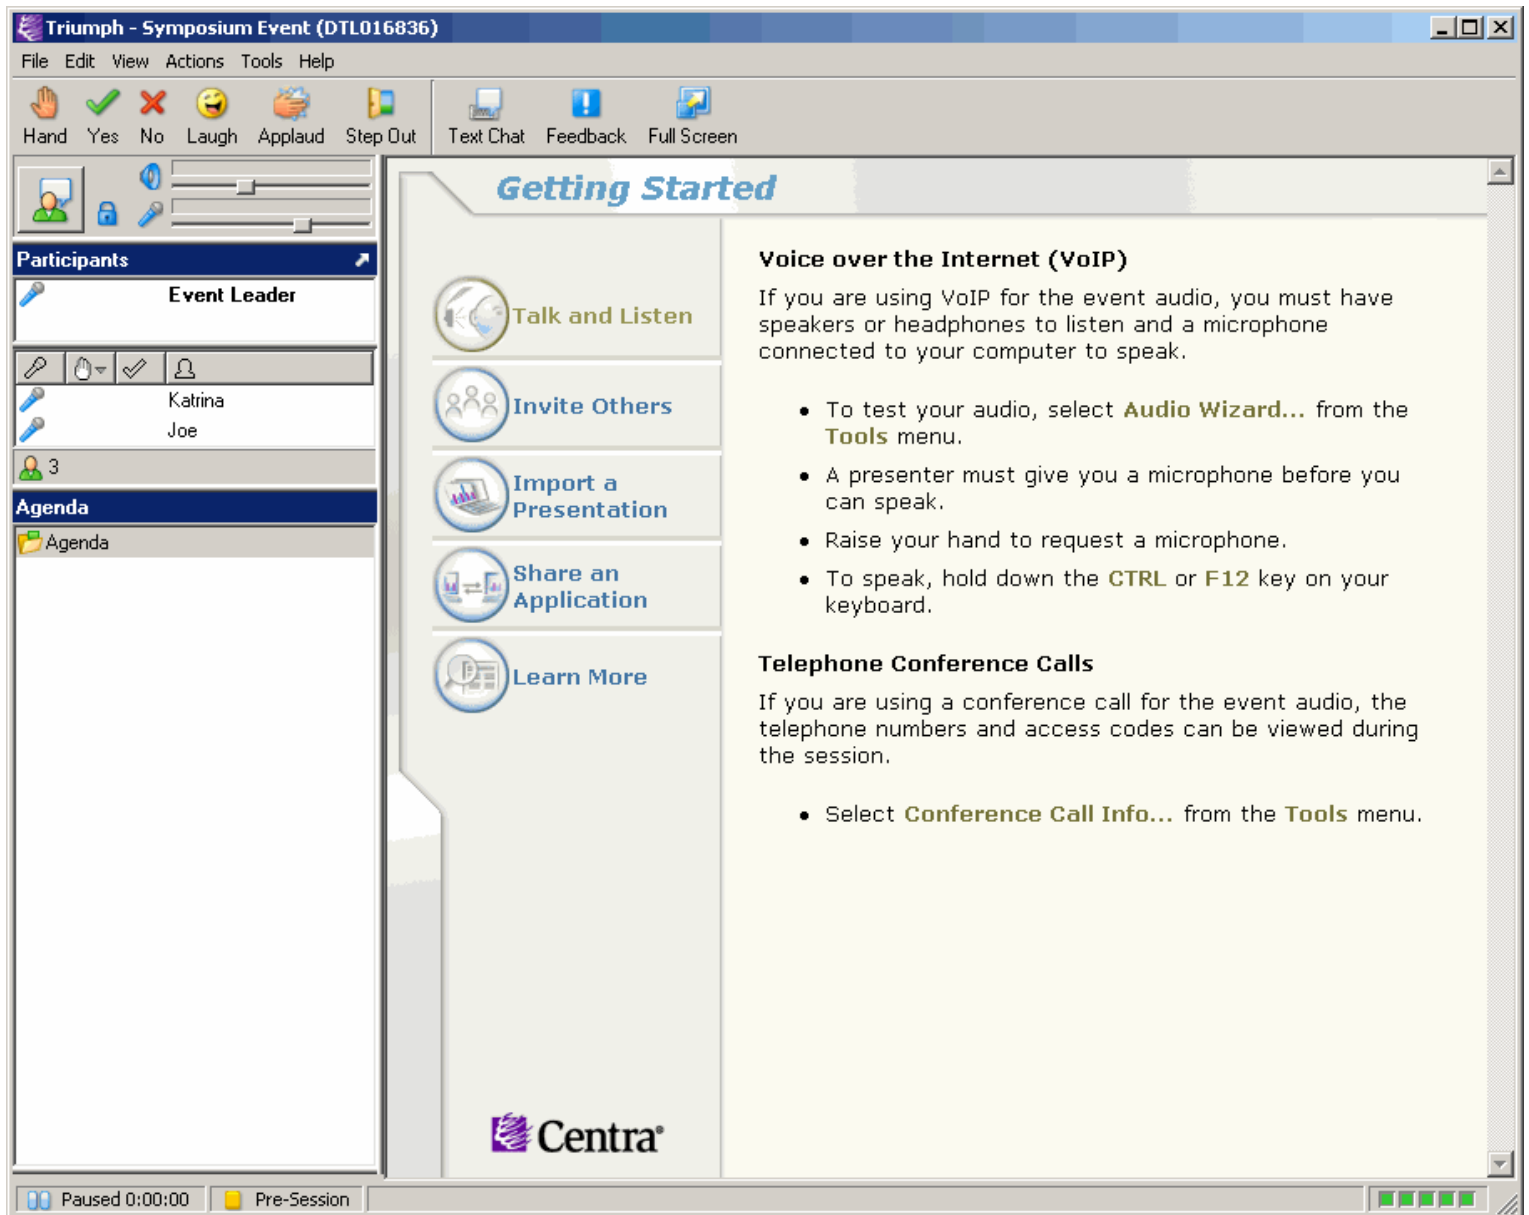 Triumph - Symposium Event (DTL016836)
File Edit View Actions Tools Help
Hand Yes No Laugh Applaud Step Out Text Chat Feedback Full Screen
Participants
Event Leader
Katrina
Joe
3
Agenda
Agenda
Getting Started
Talk and Listen
Invite Others
Import a
Presentation
Share an
Application
Learn More
Centra®
Voice over the Internet (VoIP)
If you are using VoIP for the event audio, you must have
speakers or headphones to listen and a microphone
connected to your computer to speak.
• To test your audio, select Audio Wizard... from the
Tools menu.
• A presenter must give you a microphone before you
can speak.
• Raise your hand to request a microphone.
• To speak, hold down the CTRL or F12 key on your
keyboard.
Telephone Conference Calls
If you are using a conference call for the event audio, the
telephone numbers and access codes can be viewed during
the session.
• Select Conference Call Info... from the Tools menu.
Paused 0:00:00 Pre-Session